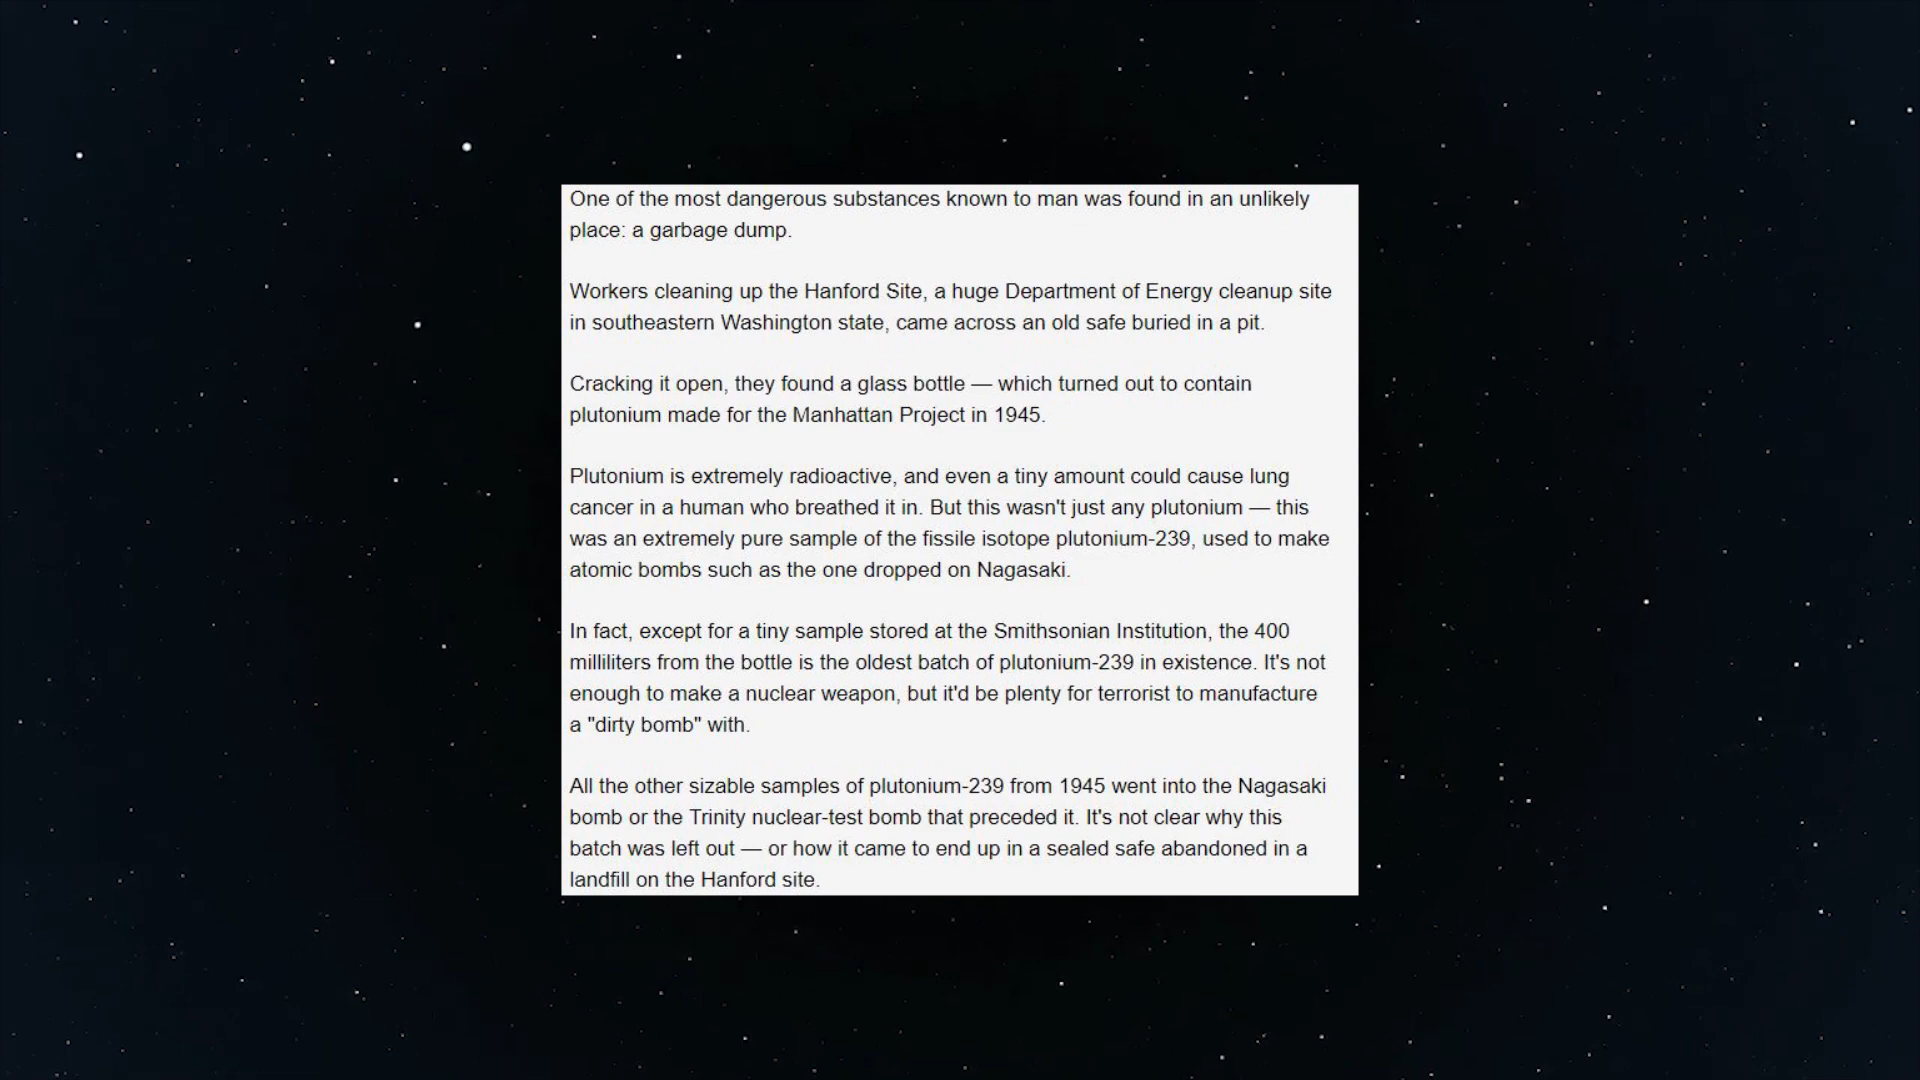 One of the most dangerous substances known to man was found in an unlikely
place: a garbage dump.
Workers cleaning up the Hanford Site, a huge Department of Energy cleanup site
in southeastern Washington state, came across an old safe buried in a pit.
Cracking it open, they found a glass bottle — which turned out to contain
plutonium made for the Manhattan Project in 1945.
Plutonium is extremely radioactive, and even a tiny amount could cause lung
cancer in a human who breathed it in. But this wasn't just any plutonium — this
was an extremely pure sample of the fissile isotope plutonium-239, used to make
atomic bombs such as the one dropped on Nagasaki.
In fact, except for a tiny sample stored at the Smithsonian Institution, the 400
milliliters from the bottle is the oldest batch of plutonium-239 in existence. It's not
enough to make a nuclear weapon, but it'd be plenty for terrorist to manufacture
a "dirty bomb" with.
All the other sizable samples of plutonium-239 from 1945 went into the Nagasaki
bomb or the Trinity nuclear-test bomb that preceded it. It's not clear why this
batch was left out — or how it came to end up in a sealed safe abandoned in a
landfill on the Hanford site.